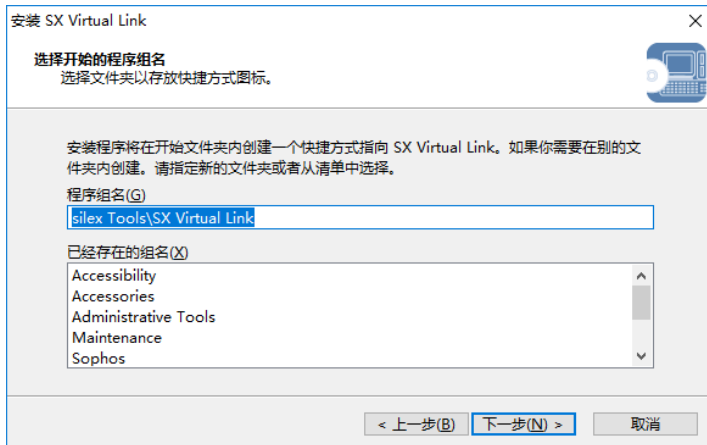 安装 SX Virtual Link
选择开始的程序组名
选择文件夹以存放快捷方式图标。
安装程序将在开始文件夹内创建一个快捷方式指向 SX Virtual Link。如果你需要在别的文
件夹内创建。请指定新的文件夹或者从清单中选择。
程序组名(G)
silex Tools\SX Virtual Link
已经存在的组名(X)
Accessibility
Accessories
Administrative Tools
Maintenance
Sophos
< 上一步(B) 下一步(N) > 取消